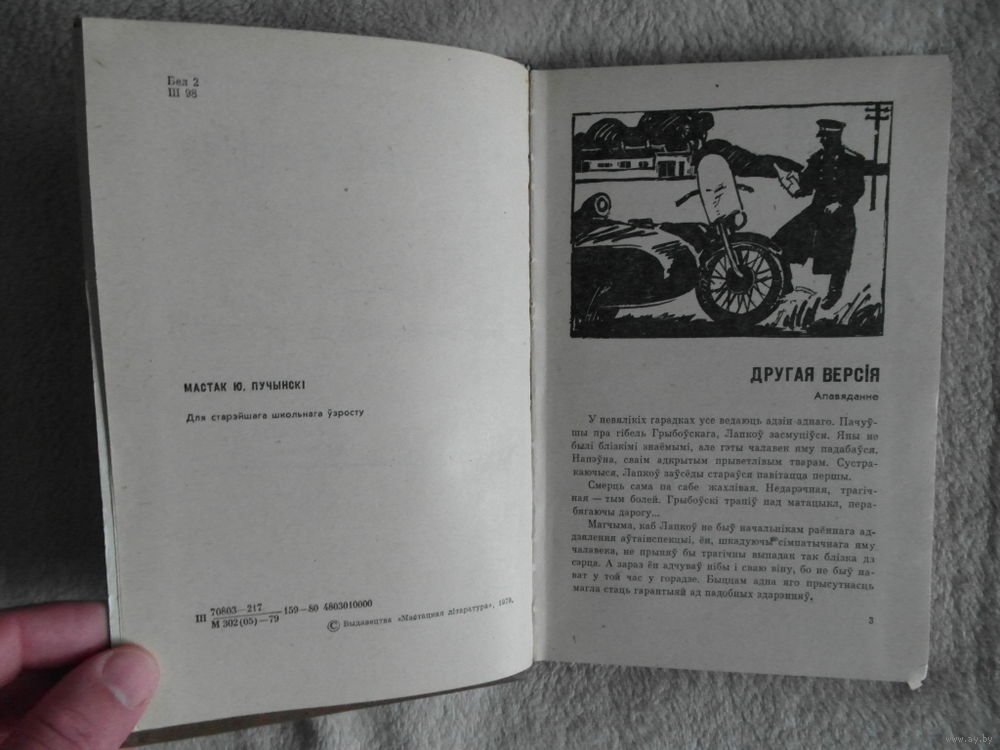 Бел 2
Ш 98
МАСТАК Ю. ПУЧЫНСКІ
Для старэйшага школьнага ўзросту
Ш 70803—217 —159—80 4803010000
М 302(05)—79
© Выдавецтва «Мастацкая літаратура», 1979.
ДРУГАЯ ВЕРСІЯ
Апавяданне
У невялікіх гарадках усе ведаюць адзін аднаго. Пачуў-
шы пра гібель Грыбоўскага, Лапкоў засмуціўся. Яны не
былі блізкімі знаёмымі, але гэты чалавек яму падабаўся.
Напэўна, сваім адкрытым прыветлівым тварам. Сустра-
каючыся, Лапкоў заўсёды стараўся павітацца першы.
Смерць сама па сабе жахлівая. Недарэчная, трагіч-
ная — тым болей. Грыбоўскі трапіў пад матацыкл, пера-
бягаючы дарогу...
Магчыма, каб Лапкоў не быў начальнікам раённага ад-
дзялення аўтаінспекцыі, ён, шкадуючы сімпатычнага яму
чалавека, не прыняў бы трагічны выпадак так блізка да
сэрца. А зараз ён адчуваў нібы і сваю віну, бо не быў на-
ват у той час у горадзе. Быццам адна яго прысутнасць
магла стаць гарантыяй ад падобных здарэнняў.
3
www.ay.by